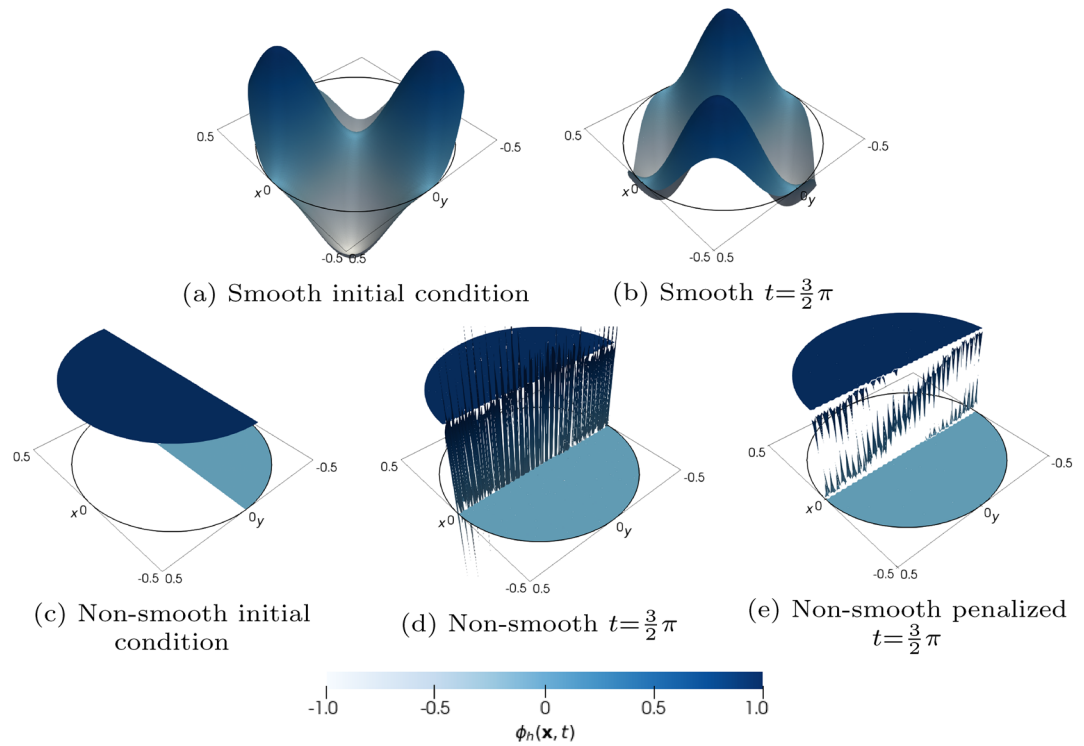 0.5
-0.5
x 0
0 y
-0.5 0.5
(a) Smooth initial condition
0.5
-0.5
x 0
0 y
-0.5 0.5
(b) Smooth t=3/2 π
0.5
-0.5
x 0
0 y
-0.5 0.5
(c) Non-smooth initial
condition
0.5
-0.5
x 0
0 y
-0.5 0.5
(d) Non-smooth t=3/2 π
0.5
-0.5
x 0
0 y
-0.5 0.5
(e) Non-smooth penalized
t=3/2 π
-1.0 -0.5 0 0.5 1.0
ϕh(x, t)